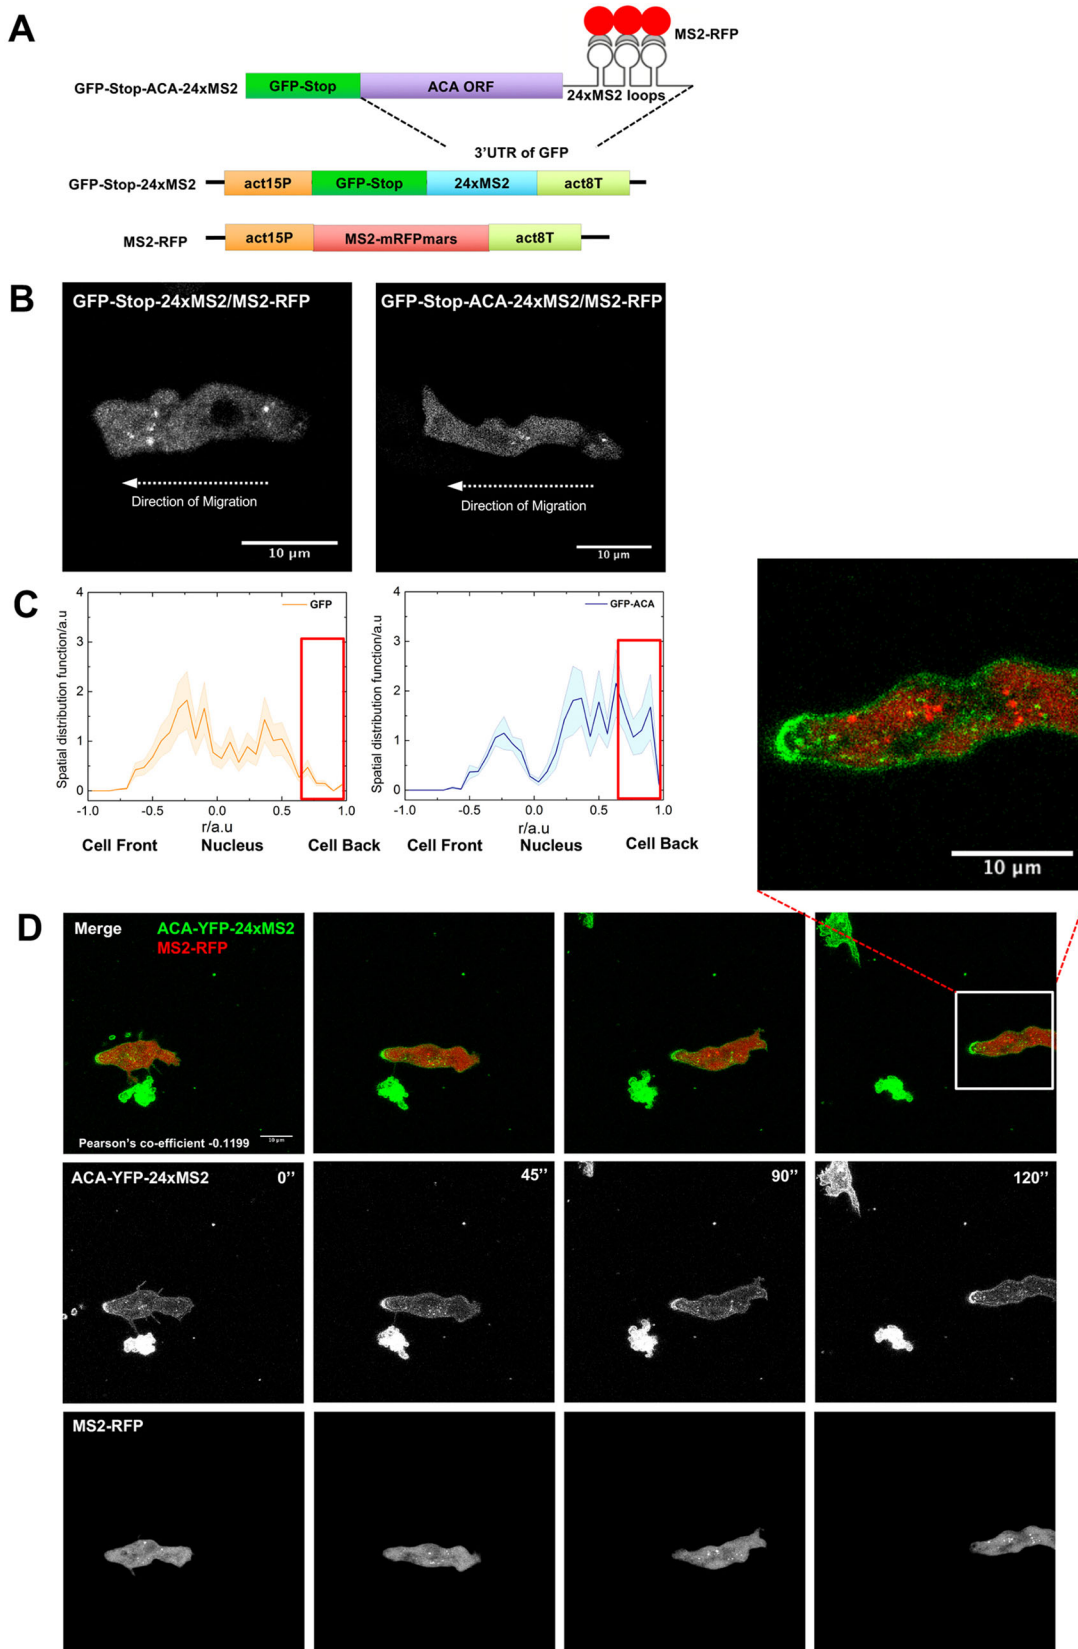 A
MS2-RFP
GFP-Stop-ACA-24xMS2
GFP-Stop
ACA ORF
24xMS2 loops
3'UTR of GFP
GFP-Stop-24xMS2
act15P
GFP-Stop
24xMS2
act8T
MS2-RFP
act15P
MS2-mRFPmars
act8T
B
GFP-Stop-24xMS2/MS2-RFP
Direction of Migration
10 μm
GFP-Stop-ACA-24xMS2/MS2-RFP
Direction of Migration
10 μm
C
Spatial distribution function/a.u
4
3
2
1
0
GFP
-1.0
-0.5
0.0
0.5
1.0
r/a.u
Cell Front
Nucleus
Cell Back
Spatial distribution function/a.u
4
3
2
1
0
GFP-ACA
-1.0
-0.5
0.0
0.5
1.0
r/a.u
Cell Front
Nucleus
Cell Back
10 μm
D
Merge
ACA-YFP-24xMS2
MS2-RFP
Pearson's co-efficient -0.1199
10 μm
ACA-YFP-24xMS2
0''
45''
90''
120''
MS2-RFP